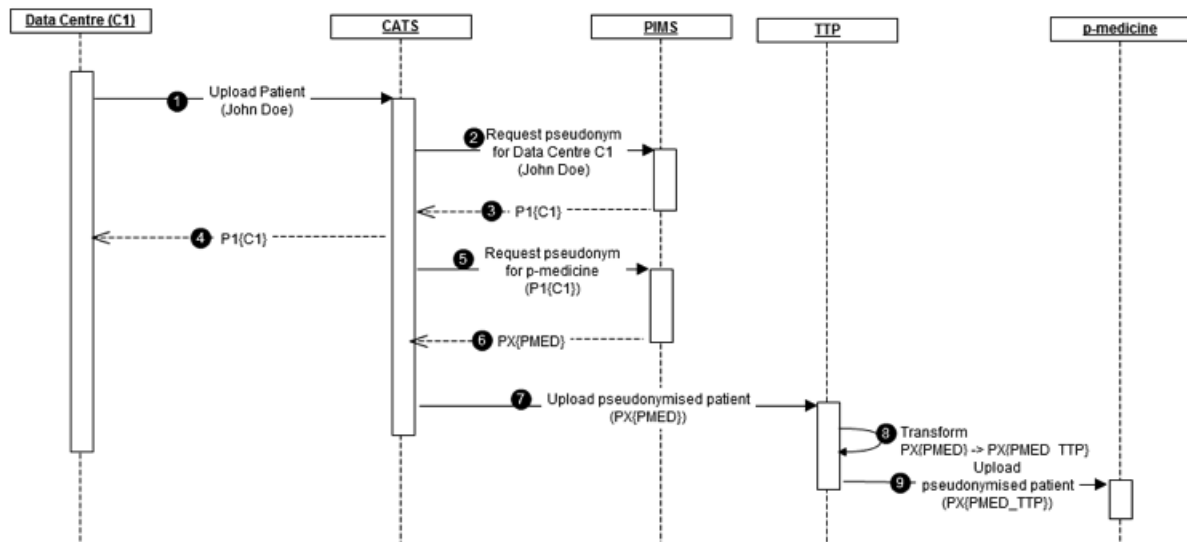 Data Centre (C1)
CATS
PIMS
TTP
p-medicine
1
Upload Patient
(John Doe)
2
Request pseudonym
for Data Centre C1
(John Doe)
3
P1{C1}
4
P1{C1}
5
Request pseudonym
for p-medicine
(P1{C1})
6
PX{PMED}
7
Upload pseudonymised patient
(PX{PMED})
8
Transform
PX{PMED} -> PX{PMED_TTP}
9
Upload
pseudonymised patient
(PX{PMED_TTP})